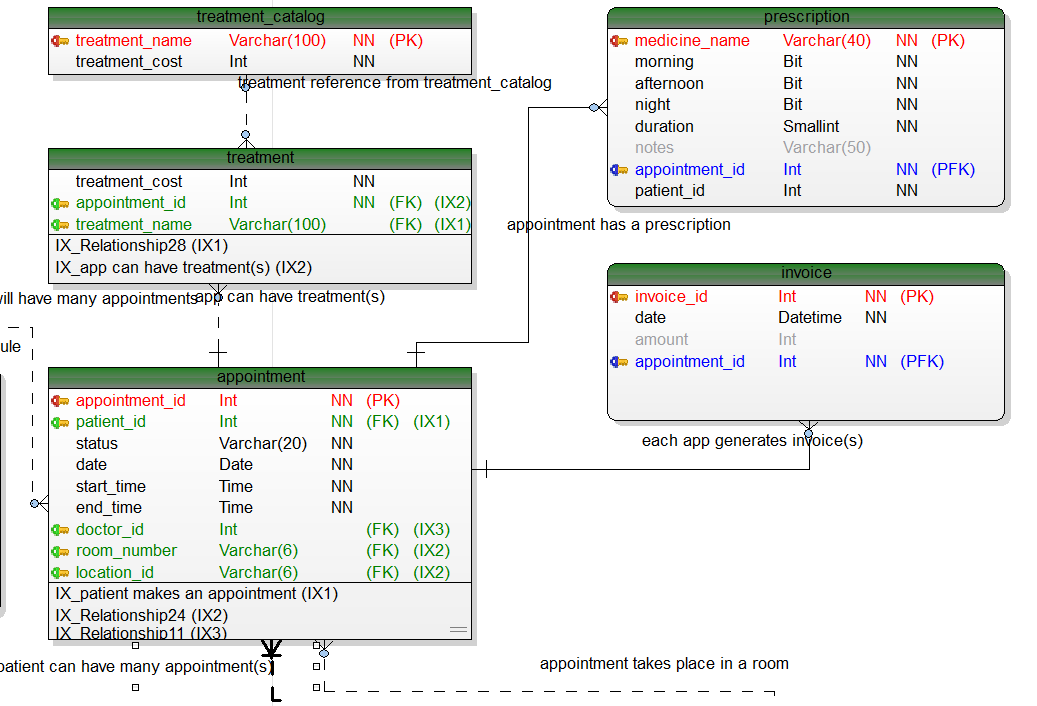 treatment_catalog
treatment_name Varchar(100) NN (PK)
treatment_cost Int NN
treatment reference from treatment_catalog
treatment
treatment_cost Int NN
appointment_id Int NN (FK) (IX2)
treatment_name Varchar(100) (FK) (IX1)
IX_Relationship28 (IX1)
IX_app can have treatment(s) (IX2)
will have many appointments
app can have treatment(s)
ule
appointment
appointment_id Int NN (PK)
patient_id Int NN (FK) (IX1)
status Varchar(20) NN
date Date NN
start_time Time NN
end_time Time NN
doctor_id Int (FK) (IX3)
room_number Varchar(6) (FK) (IX2)
location_id Varchar(6) (FK) (IX2)
IX_patient makes an appointment (IX1)
IX_Relationship24 (IX2)
IX_Relationship11 (IX3)
patient can have many appointment(s)
prescription
medicine_name Varchar(40) NN (PK)
morning Bit NN
afternoon Bit NN
night Bit NN
duration Smallint NN
notes Varchar(50)
appointment_id Int NN (PFK)
patient_id Int NN
appointment has a prescription
invoice
invoice_id Int NN (PK)
date Datetime NN
amount Int
appointment_id Int NN (PFK)
each app generates invoice(s)
appointment takes place in a room